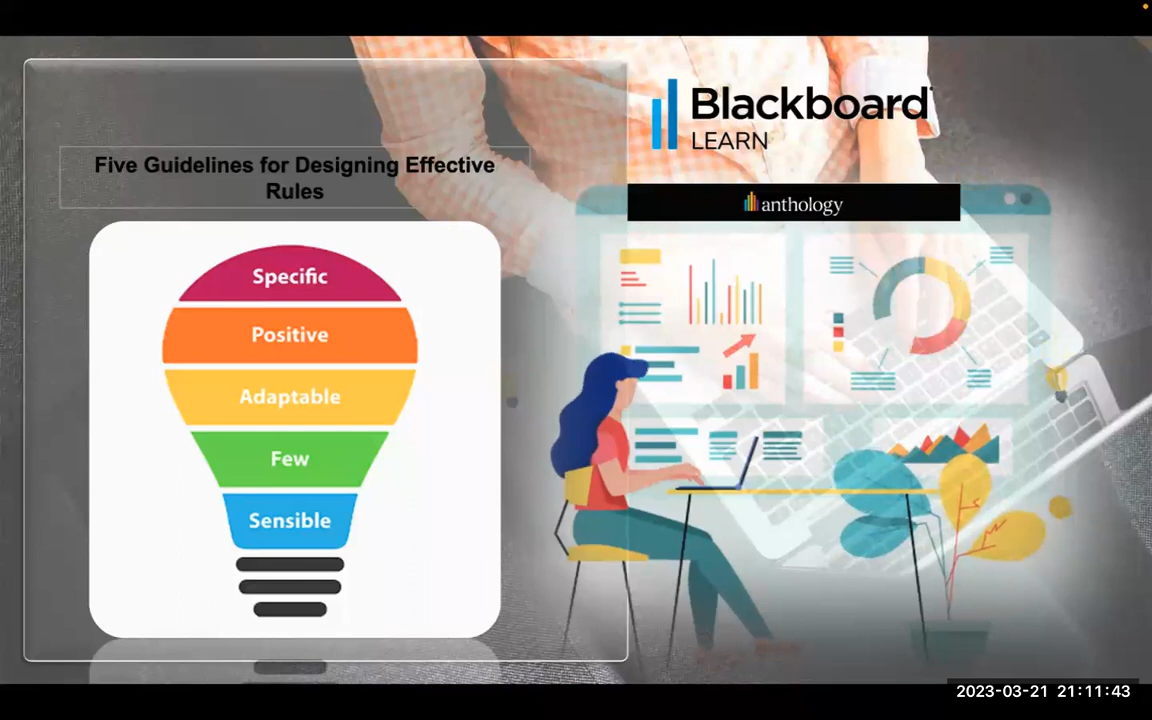 Five Guidelines for Designing Effective
Rules
Specific
Positive
Adaptable
Few
Sensible
Blackboard
LEARN
anthology
2023-03-21 21:11:43